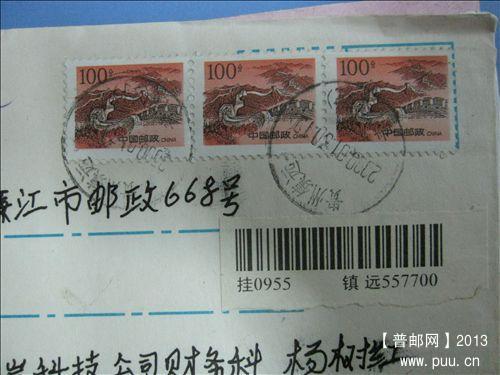 100分 100分 100分
中国邮政 CHINA 中国邮政 CHINA 中国邮政 CHINA
江市邮政668号
挂0955 镇远557700
科技公司财务科 杨树
【普邮网】2013
www.puu.cn